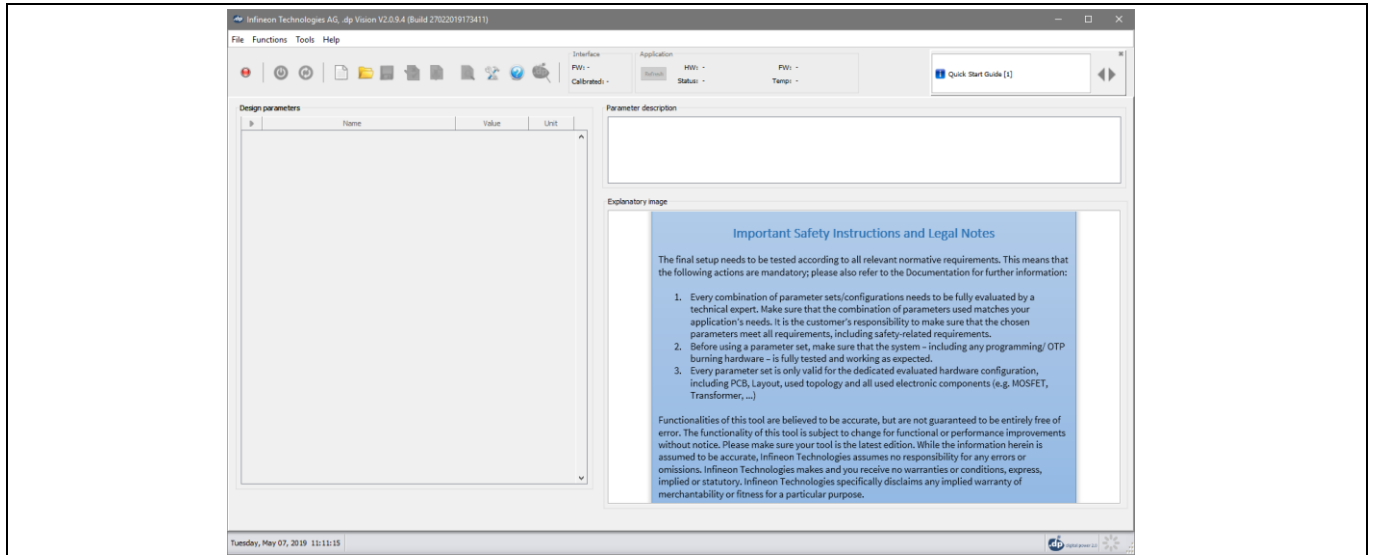 Infineon Technologies AG, .dp Vision V2.0.9.4 (Build 27022019173411)
File Functions Tools Help
Interface
FW: -
Calibrated: -
Application
Refresh
HW: -
FW: -
Status: -
Temp: -
Quick Start Guide [1]
Design parameters
Name Value Unit
Parameter description
Explanatory image
Important Safety Instructions and Legal Notes
The final setup needs to be tested according to all relevant normative requirements. This means that
the following actions are mandatory; please also refer to the Documentation for further information:
1. Every combination of parameter sets/configurations needs to be fully evaluated by a
technical expert. Make sure that the combination of parameters used matches your
application's needs. It is the customer's responsibility to make sure that the chosen
parameters meet all requirements, including safety-related requirements.
2. Before using a parameter set, make sure that the system – including any programming/ OTP
burning hardware – is fully tested and working as expected.
3. Every parameter set is only valid for the dedicated evaluated hardware configuration,
including PCB, Layout, used topology and all used electronic components (e.g. MOSFET,
Transformer, ...)
Functionalities of this tool are believed to be accurate, but are not guaranteed to be entirely free of
error. The functionality of this tool is subject to change for functional or performance improvements
without notice. Please make sure your tool is the latest edition. While the information herein is
assumed to be accurate, Infineon Technologies assumes no responsibility for any errors or
omissions. Infineon Technologies makes and you receive no warranties or conditions, express,
implied or statutory. Infineon Technologies specifically disclaims any implied warranty of
merchantability or fitness for a particular purpose.
Tuesday, May 07, 2019 11:11:15
.dp digital power 2.0